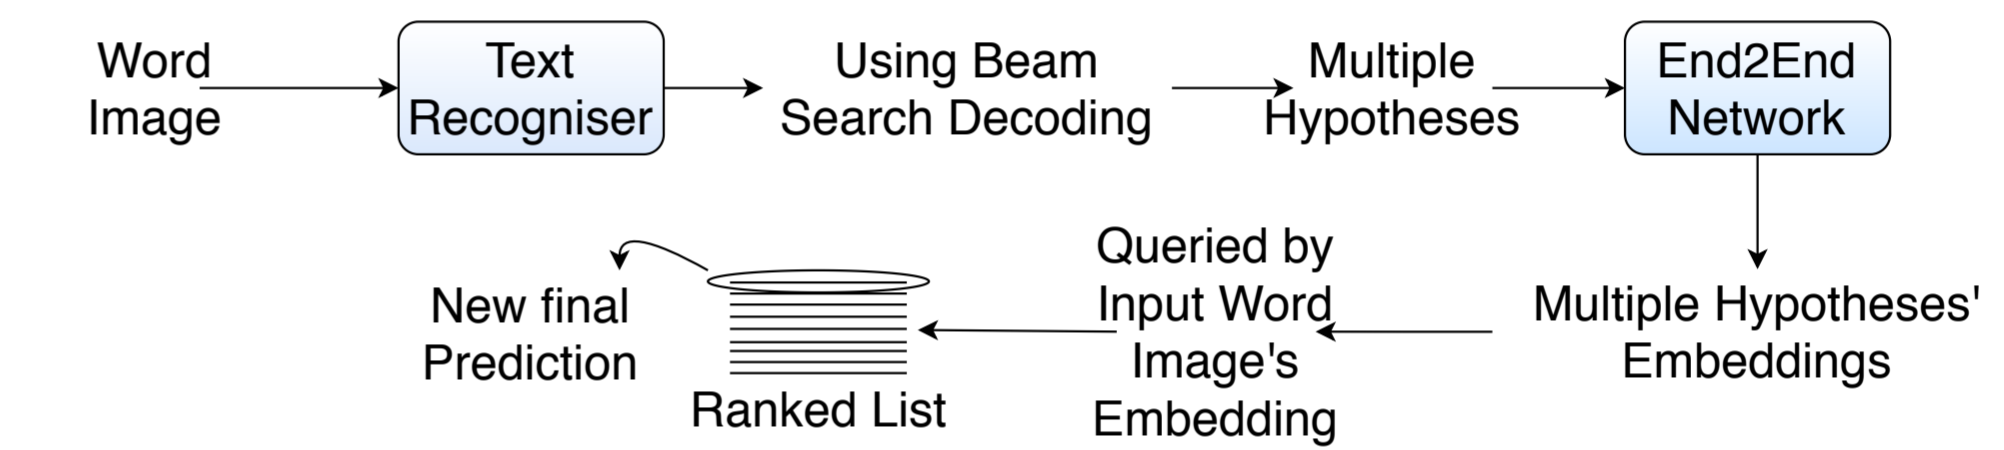 Word
Image
Text
Recogniser
Using Beam
Search Decoding
Multiple
Hypotheses
End2End
Network
Multiple Hypotheses'
Embeddings
Queried by
Input Word
Image's
Embedding
Ranked List
New final
Prediction